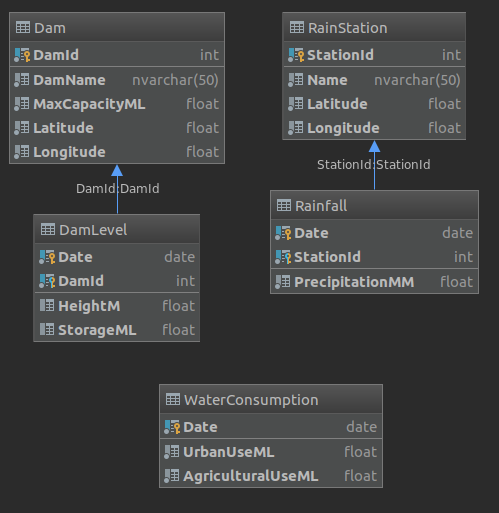 Dam
DamId int
DamName nvarchar(50)
MaxCapacityML float
Latitude float
Longitude float
RainStation
StationId int
Name nvarchar(50)
Latitude float
Longitude float
DamId:DamId
StationId:StationId
DamLevel
Date date
DamId int
HeightM float
StorageML float
Rainfall
Date date
StationId int
PrecipitationMM float
WaterConsumption
Date date
UrbanUseML float
AgriculturalUseML float